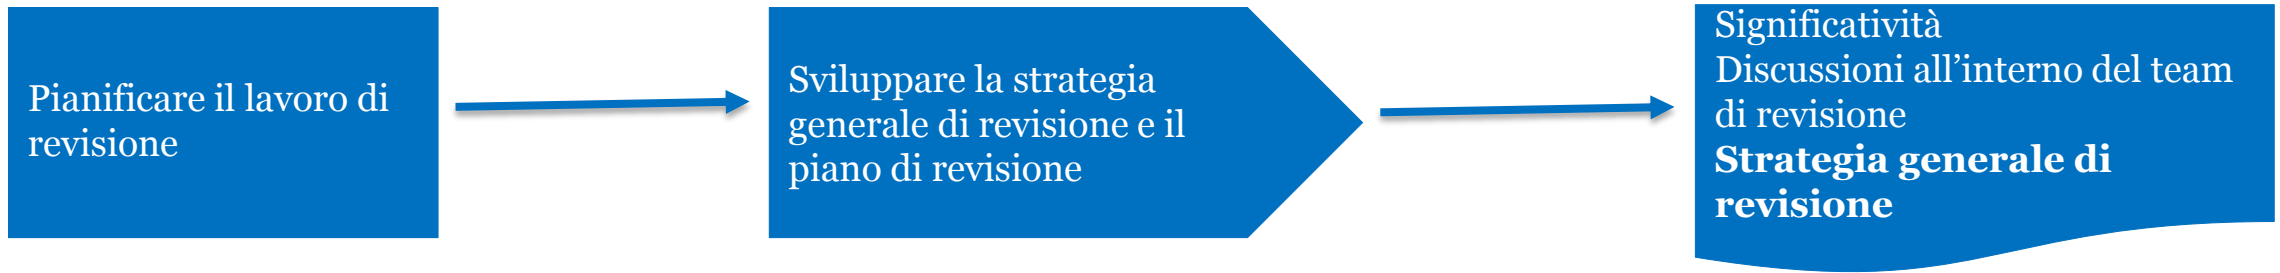 Pianificare il lavoro di
revisione
Sviluppare la strategia
generale di revisione e il
piano di revisione
Significatività
Discussioni all’interno del team
di revisione
Strategia generale di
revisione